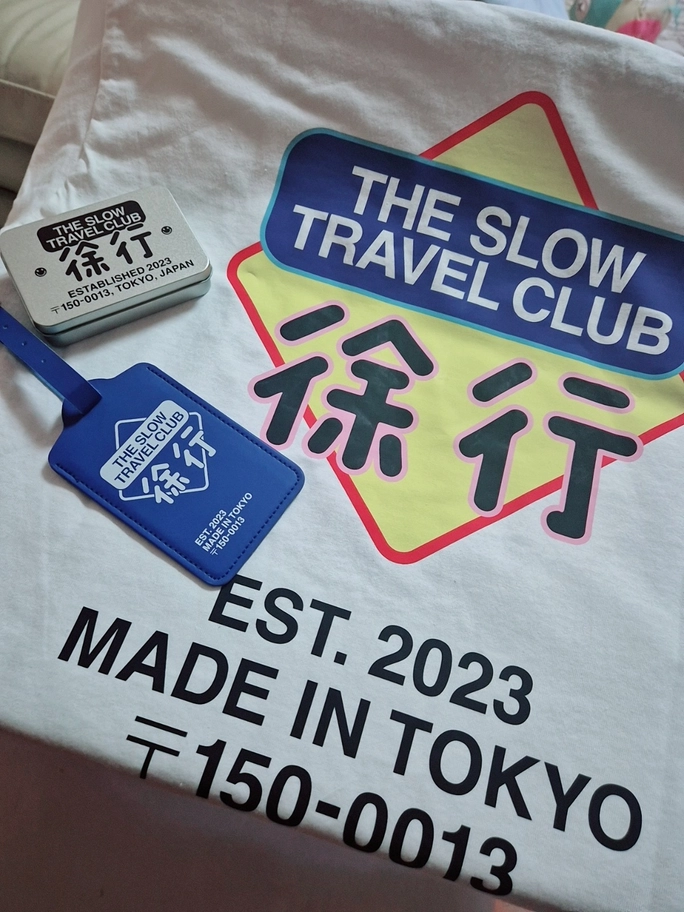 THE SLOW
TRAVEL CLUB
徐行
ESTABLISHED 2023
〒150-0013, TOKYO, JAPAN
THE SLOW
TRAVEL CLUB
徐行
EST. 2023
MADE IN TOKYO
〒150-0013
THE SLOW
TRAVEL CLUB
徐行
EST. 2023
MADE IN TOKYO
〒150-0013